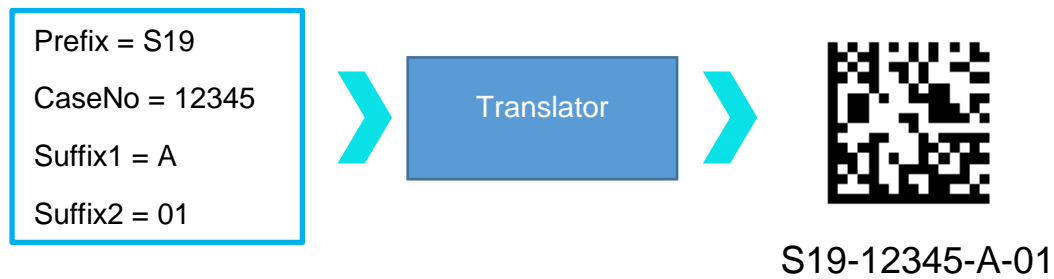 Prefix = S19
CaseNo = 12345
Suffix1 = A
Suffix2 = 01
Translator
S19-12345-A-01